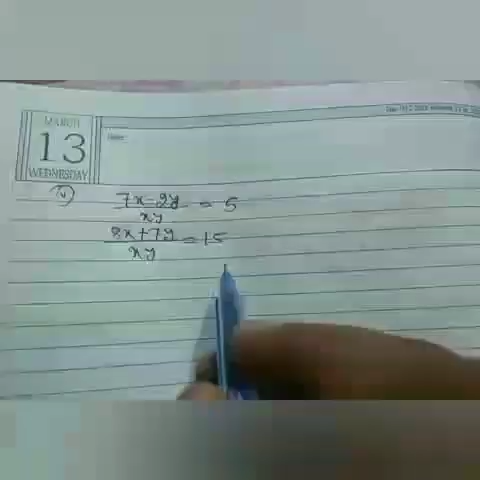 MARCH
13
WEDNESDAY
7x-2y = 5
xy
8x+7y = 15
xy